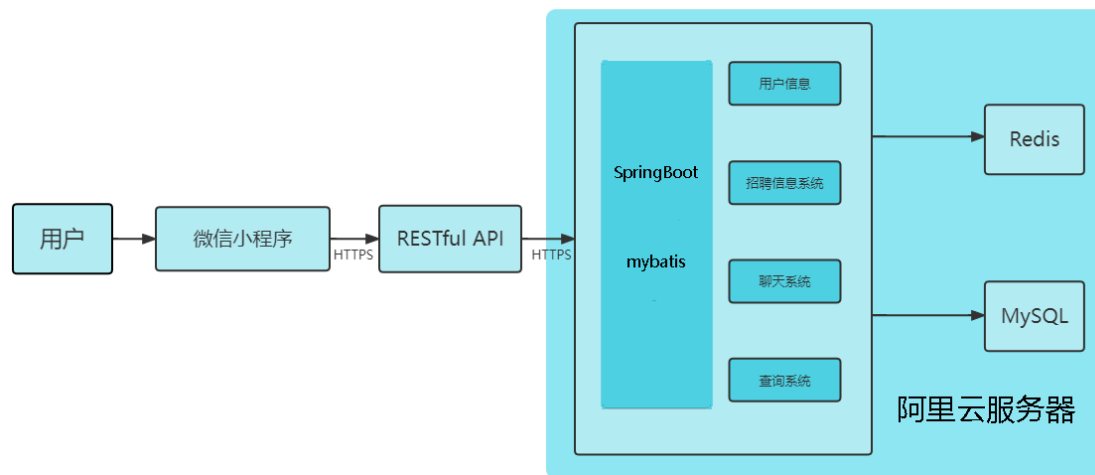 用户
微信小程序
HTTPS
RESTful API
HTTPS
SpringBoot
mybatis
用户信息
招聘信息系统
聊天系统
查询系统
Redis
MySQL
阿里云服务器